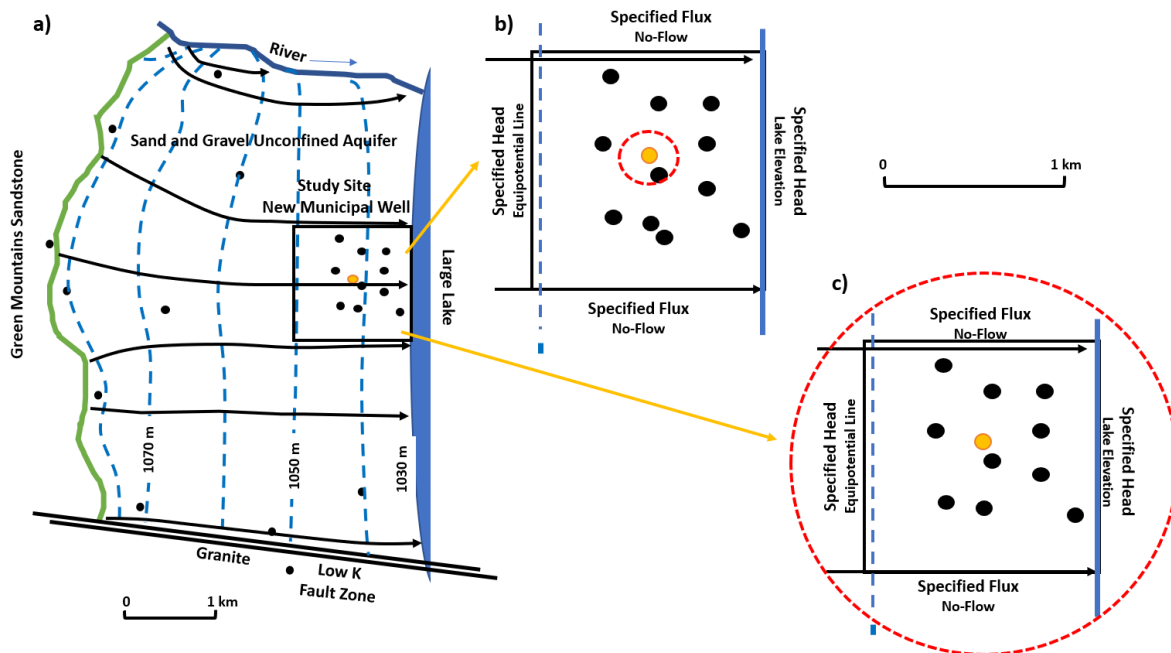 a)
River
Sand and Gravel Unconfined Aquifer
Study Site
New Municipal Well
Green Mountains Sandstone
Large Lake
1070 m
1050 m
1030 m
Granite
Low K
Fault Zone
0
1 km
b)
Specified Flux
No-Flow
Specified Head
Equipotential Line
Specified Head
Lake Elevation
Specified Flux
No-Flow
0
1 km
c)
Specified Flux
No-Flow
Specified Head
Equipotential Line
Specified Head
Lake Elevation
Specified Flux
No-Flow